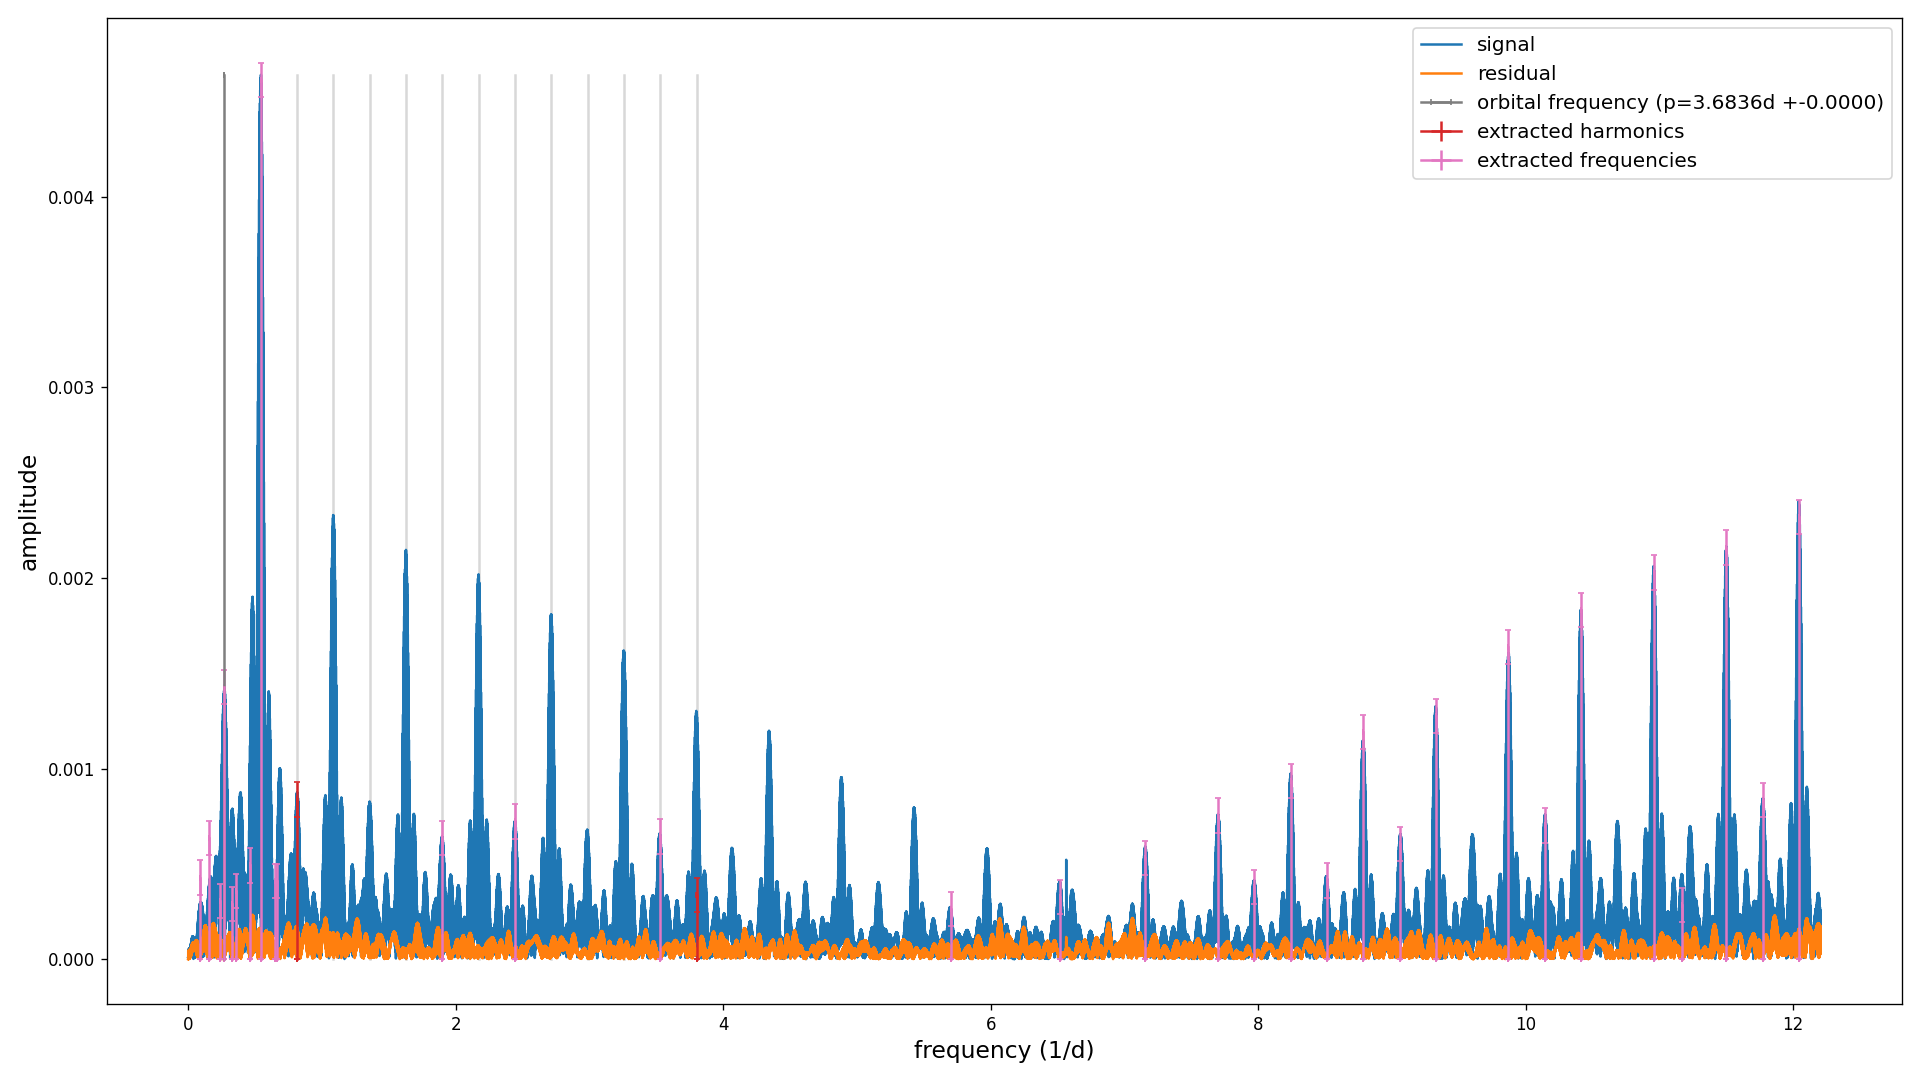 signal
residual
orbital frequency (p=3.6836d +-0.0000)
extracted harmonics
extracted frequencies
amplitude
0.004
0.003
0.002
0.001
0.000
0 2 4 6 8 10 12
frequency (1/d)